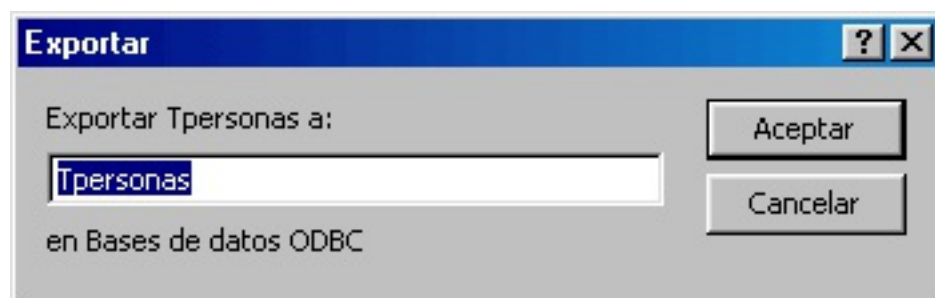 Exportar
Exportar Tpersonas a:
Tpersonas
en Bases de datos ODBC
Aceptar
Cancelar